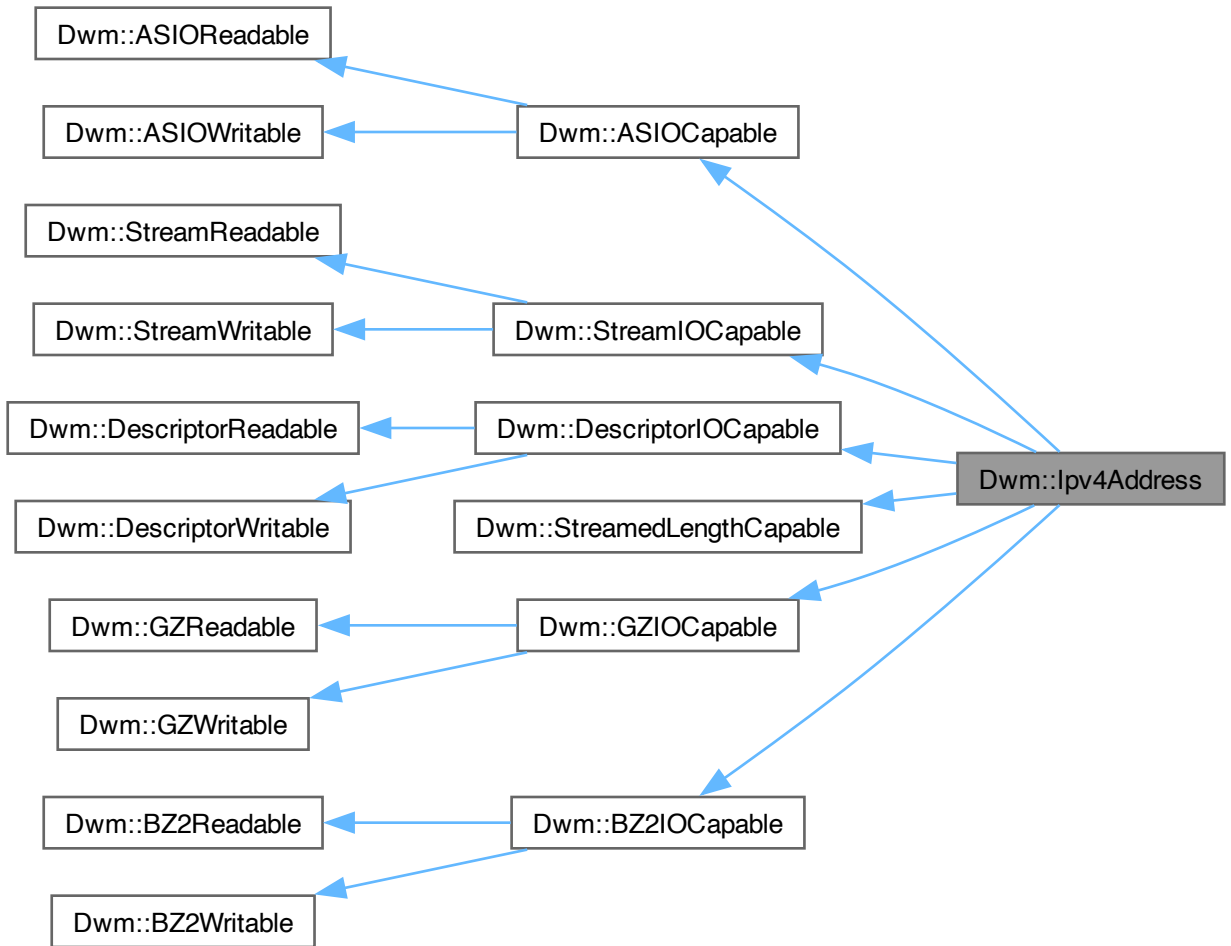 Dwm::ASIOReadable
Dwm::ASIOWritable
Dwm::ASIOCapable
Dwm::StreamReadable
Dwm::StreamWritable
Dwm::StreamIOCapable
Dwm::DescriptorReadable
Dwm::DescriptorIOCapable
Dwm::Ipv4Address
Dwm::DescriptorWritable
Dwm::StreamedLengthCapable
Dwm::GZReadable
Dwm::GZIOCapable
Dwm::GZWritable
Dwm::BZ2Readable
Dwm::BZ2IOCapable
Dwm::BZ2Writable